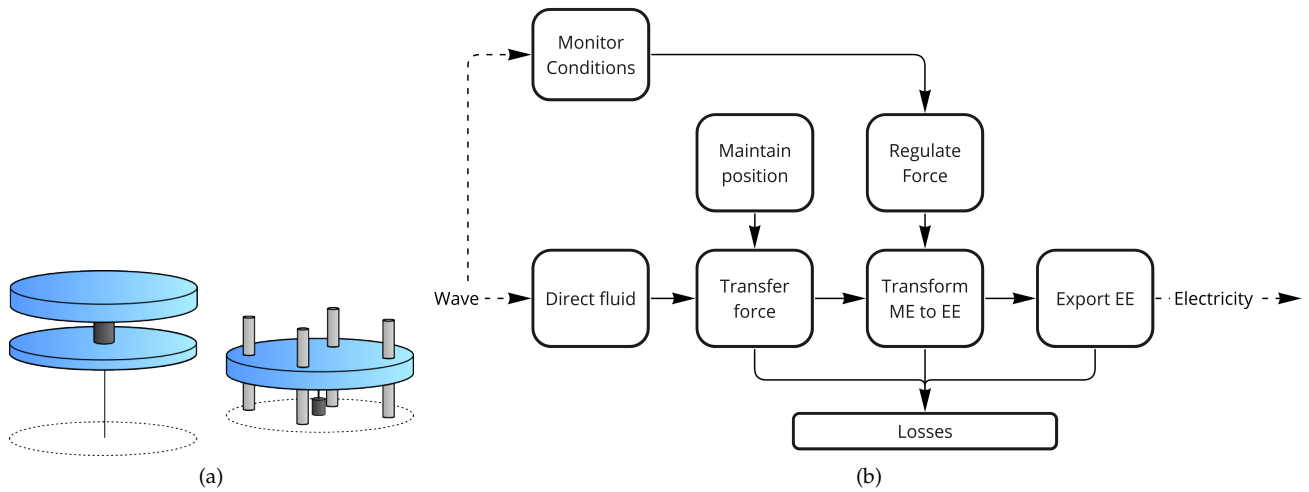 Monitor
Conditions
Maintain
position
Regulate
Force
Wave
Direct fluid
Transfer
force
Transform
ME to EE
Export EE
Electricity
Losses
(a)
(b)